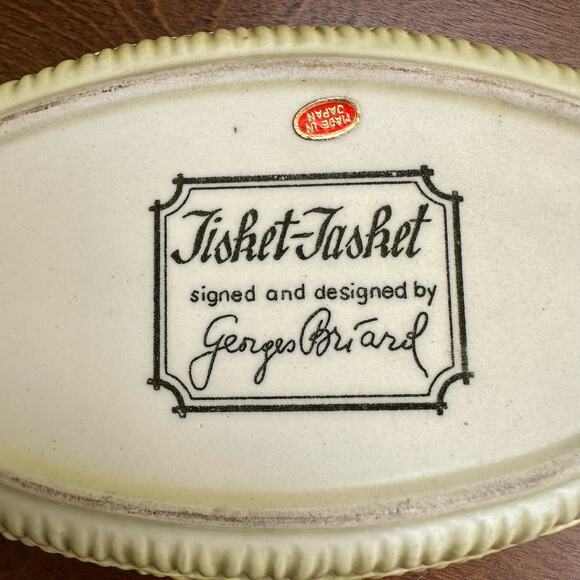 MADE IN
JAPAN
Tisket-Tasket
signed and designed by
Georges Briard